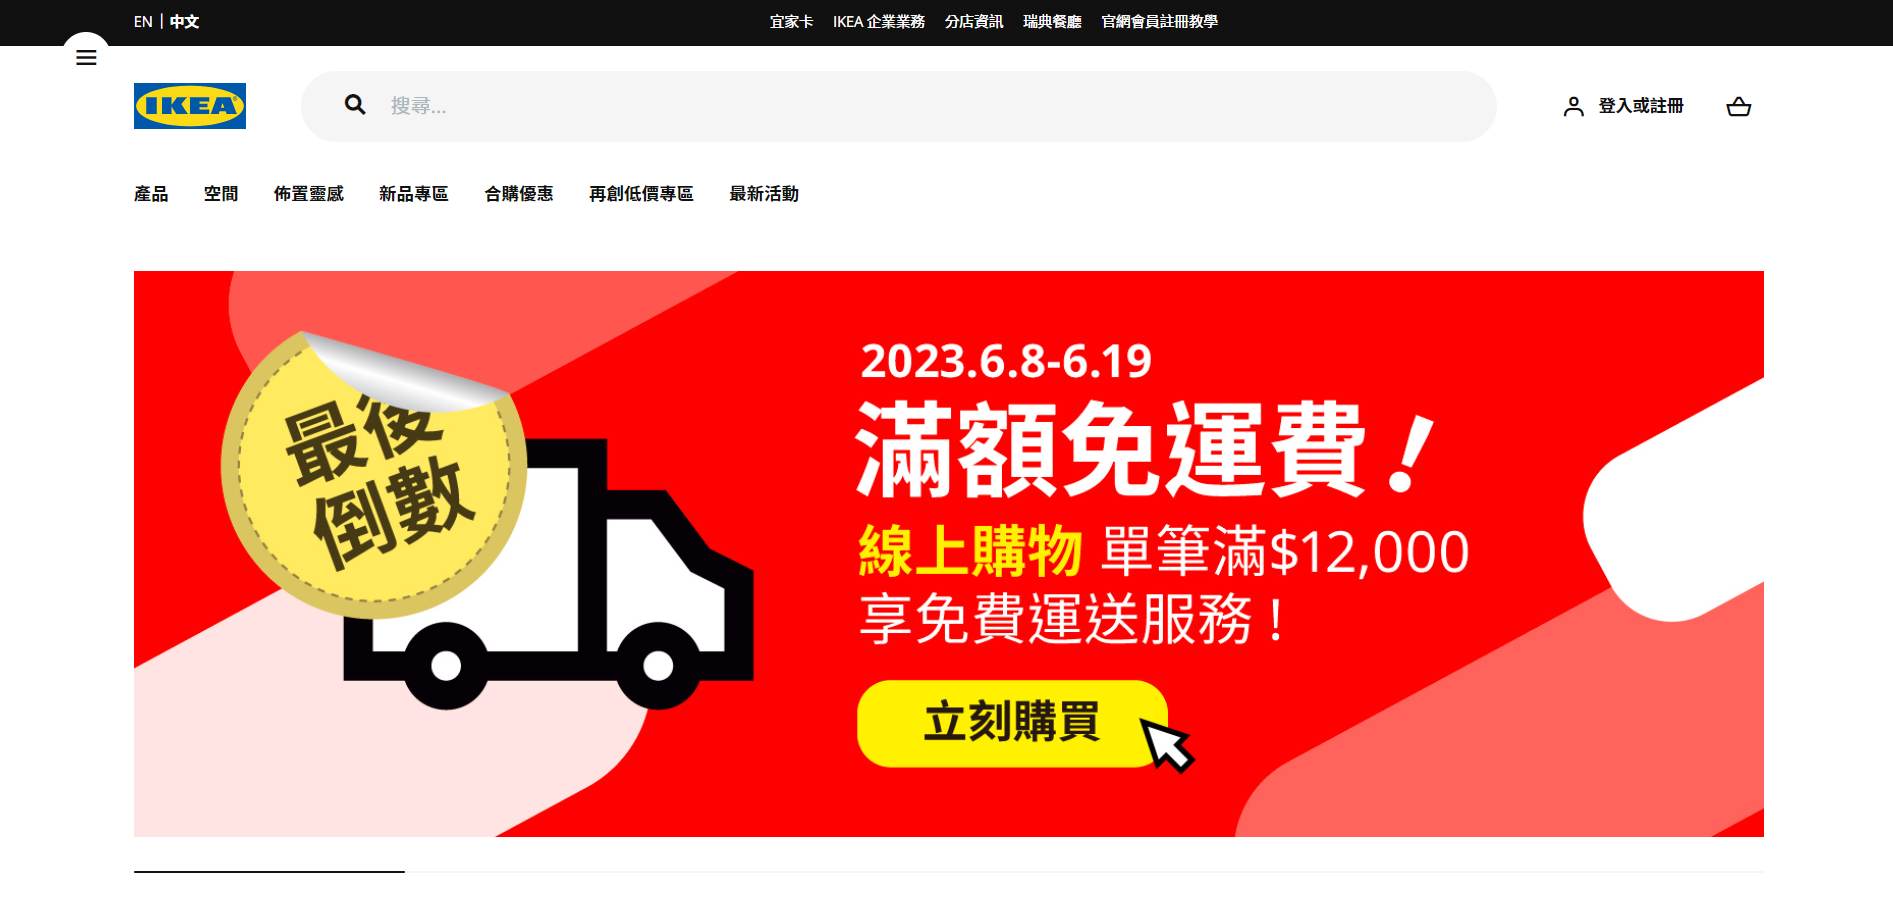 EN | 中文
宜家卡 IKEA 企業業務 分店資訊 瑞典餐廳 官網會員註冊教學
IKEA
搜尋...
登入或註冊
產品 空間 佈置靈感 新品專區 合購優惠 再創低價專區 最新活動
最後
倒數
2023.6.8-6.19
滿額免運費!
線上購物 單筆滿$12,000
享免費運送服務!
立刻購買